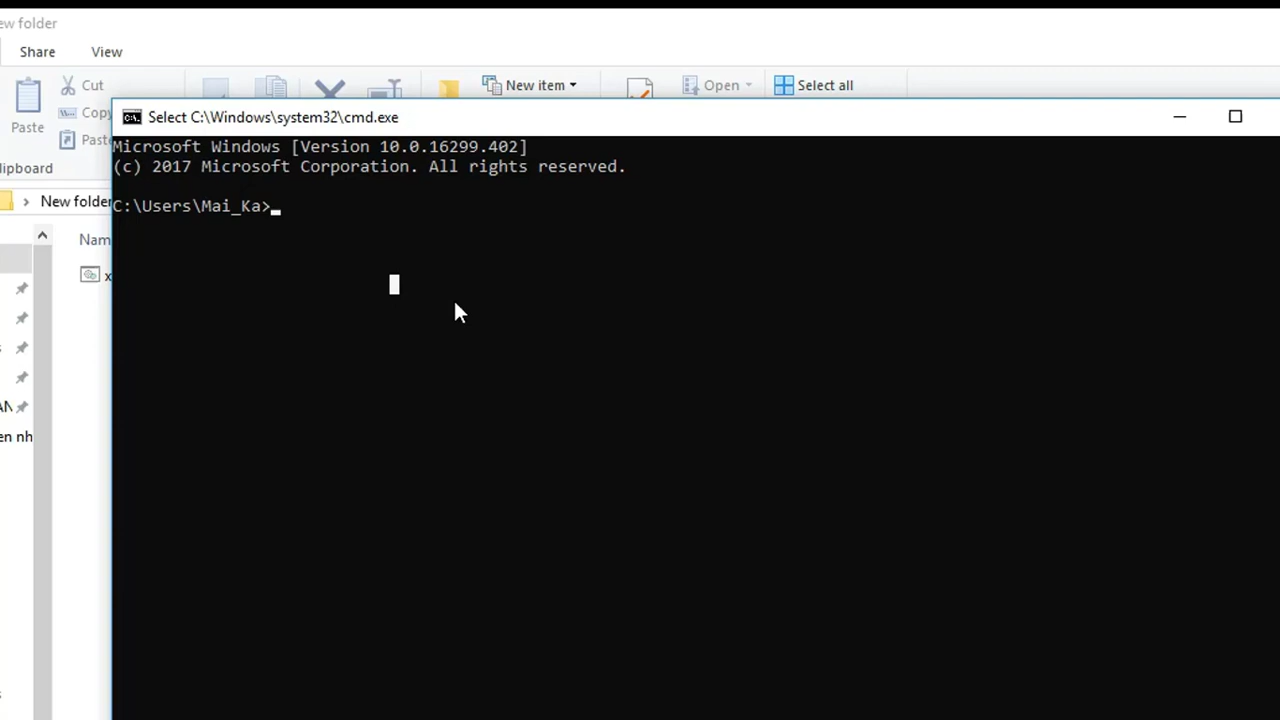 ew folder
Share View
Cut
Copy
Paste
Paste
New item
Open
Select all
lipboard
New folder
Nam
x
en nh
Select C:\Windows\system32\cmd.exe
Microsoft Windows [Version 10.0.16299.402]
(c) 2017 Microsoft Corporation. All rights reserved.
C:\Users\Mai_Ka>